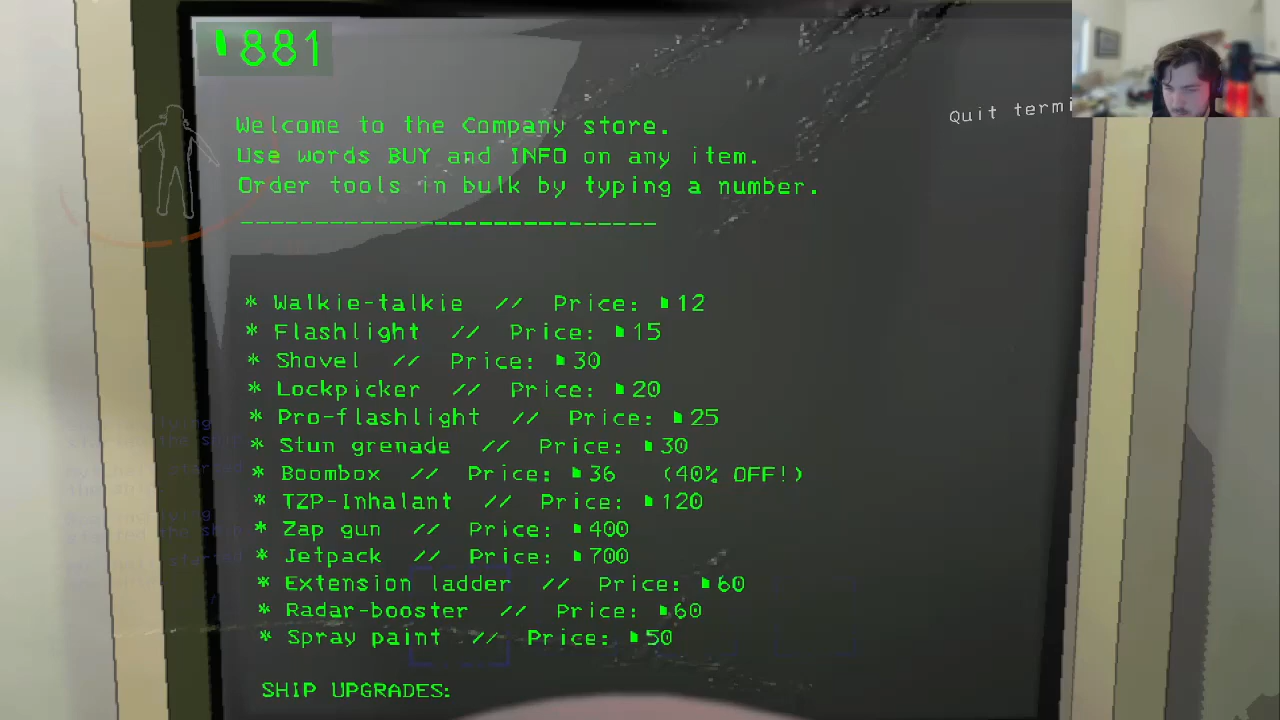 881
Quit termi
Welcome to the Company store.
Use words BUY and INFO on any item.
Order tools in bulk by typing a number.
____________________________
* Walkie-talkie // Price: ▮12
* Flashlight // Price: ▮15
* Shovel // Price: ▮30
* Lockpicker // Price: ▮20
* Pro-flashlight // Price: ▮25
* Stun grenade // Price: ▮30
* Boombox // Price: ▮36 (40% OFF!)
* TZP-Inhalant // Price: ▮120
* Zap gun // Price: ▮400
* Jetpack // Price: ▮700
* Extension ladder // Price: ▮60
* Radar-booster // Price: ▮60
* Spray paint // Price: ▮50
SHIP UPGRADES: